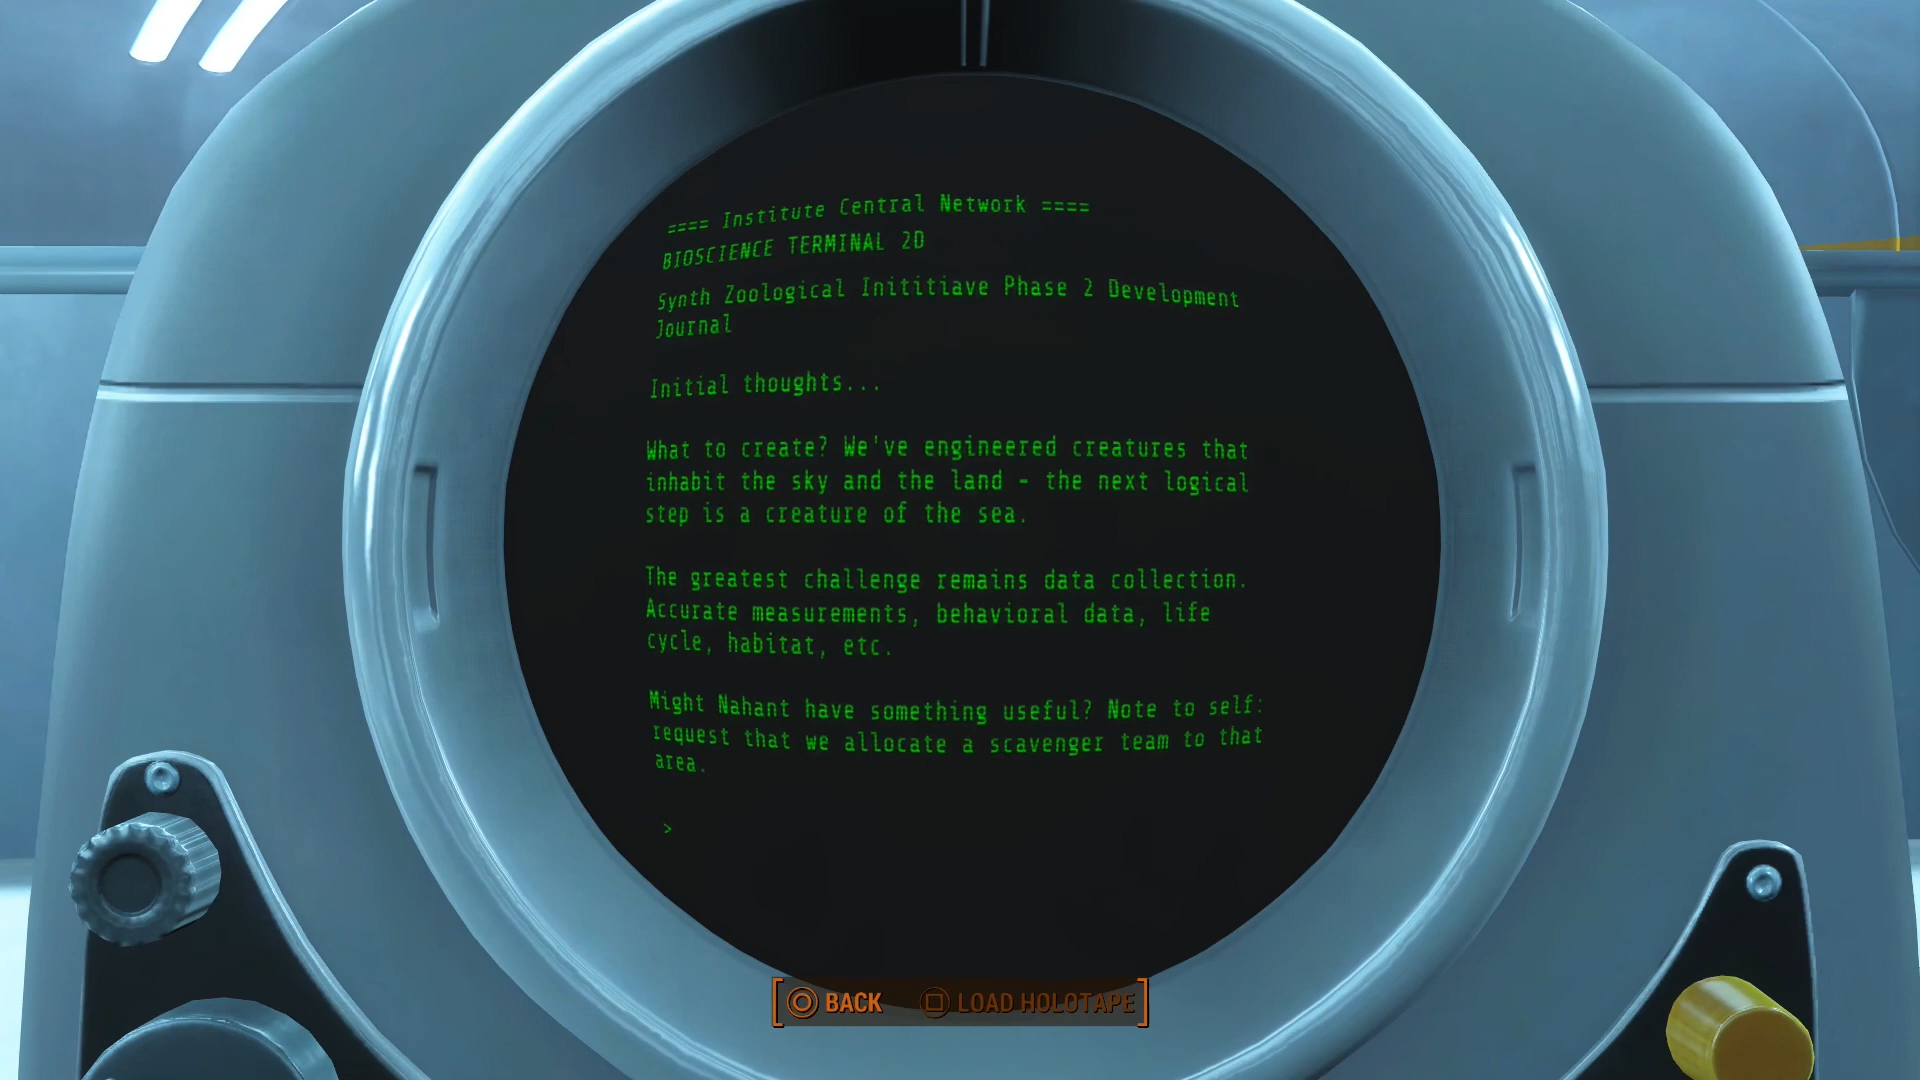 ==== Institute Central Network ====
BIOSCIENCE TERMINAL 2D
Synth Zoological Inititiave Phase 2 Development
Journal
Initial thoughts...
What to create? We've engineered creatures that
inhabit the sky and the land - the next logical
step is a creature of the sea.
The greatest challenge remains data collection.
Accurate measurements, behavioral data, life
cycle, habitat, etc.
Might Nahant have something useful? Note to self:
request that we allocate a scavenger team to that
area.
>
BACK LOAD HOLOTAPE